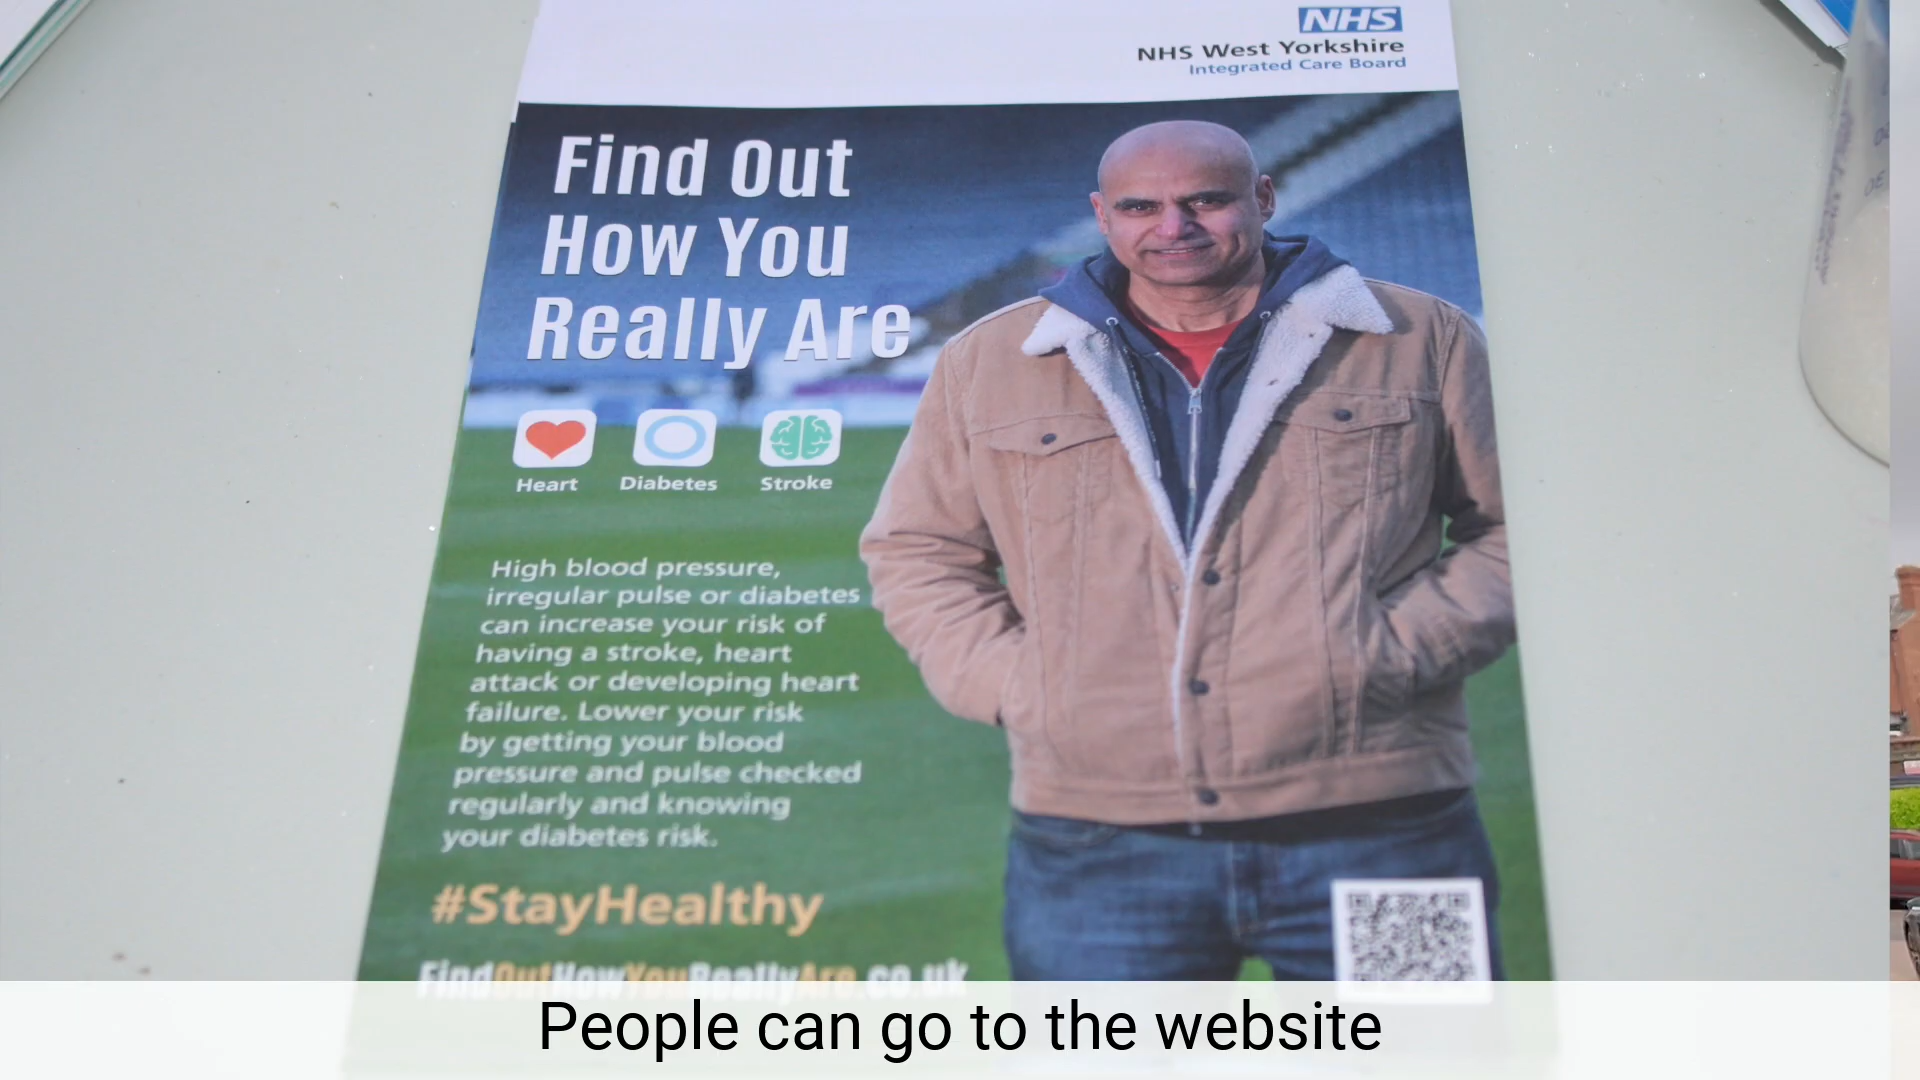 NHS
NHS West Yorkshire
Integrated Care Board
Find Out
How You
Really Are
Heart Diabetes Stroke
High blood pressure,
irregular pulse or diabetes
can increase your risk of
having a stroke, heart
attack or developing heart
failure. Lower your risk
by getting your blood
pressure and pulse checked
regularly and knowing
your diabetes risk.
#StayHealthy
FindOutHowYouReallyAre.co.uk
People can go to the website